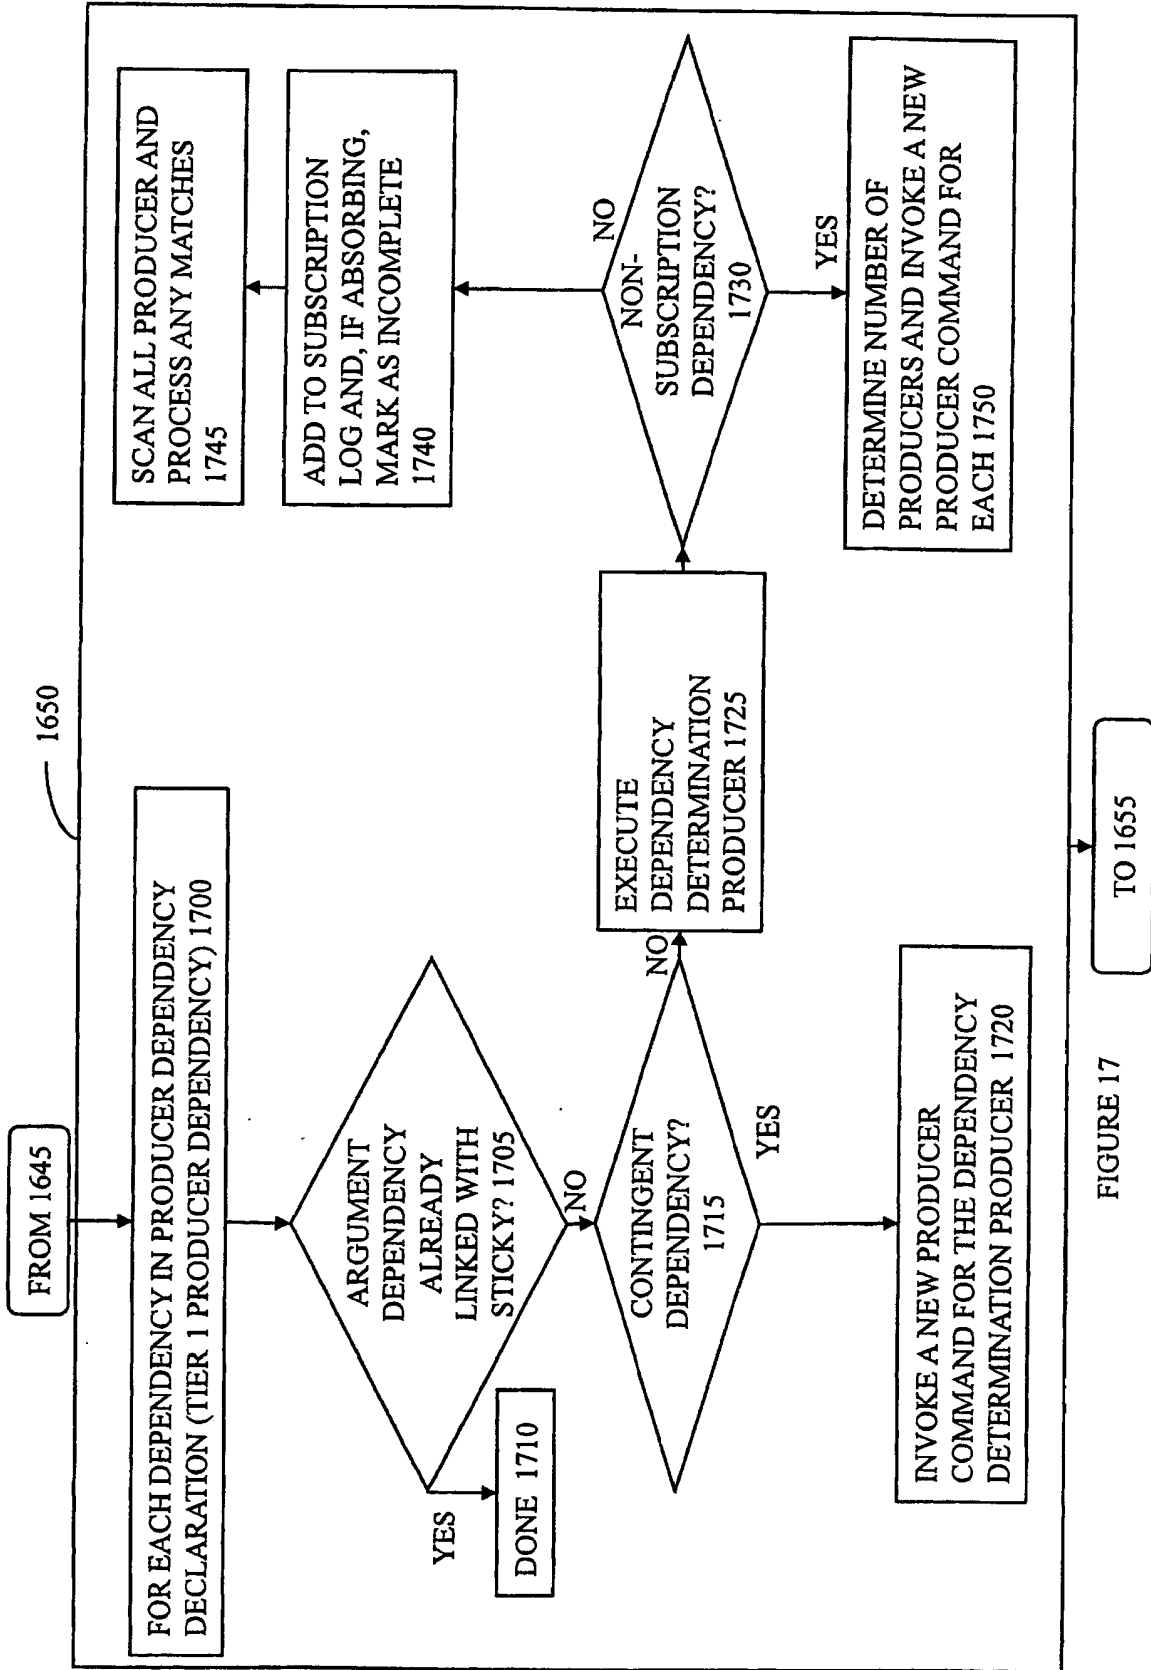 FROM 1645
1650
FOR EACH DEPENDENCY IN PRODUCER DEPENDENCY
DECLARATION (TIER 1 PRODUCER DEPENDENCY) 1700
ARGUMENT
DEPENDENCY
ALREADY
LINKED WITH
STICKY? 1705
YES
DONE 1710
NO
CONTINGENT
DEPENDENCY?
1715
YES
INVOKE A NEW PRODUCER
COMMAND FOR THE DEPENDENCY
DETERMINATION PRODUCER 1720
NO
EXECUTE
DEPENDENCY
DETERMINATION
PRODUCER 1725
NON-
SUBSCRIPTION
DEPENDENCY?
1730
NO
ADD TO SUBSCRIPTION
LOG AND, IF ABSORBING,
MARK AS INCOMPLETE
1740
SCAN ALL PRODUCER AND
PROCESS ANY MATCHES
1745
YES
DETERMINE NUMBER OF
PRODUCERS AND INVOKE A NEW
PRODUCER COMMAND FOR
EACH 1750
TO 1655
FIGURE 17